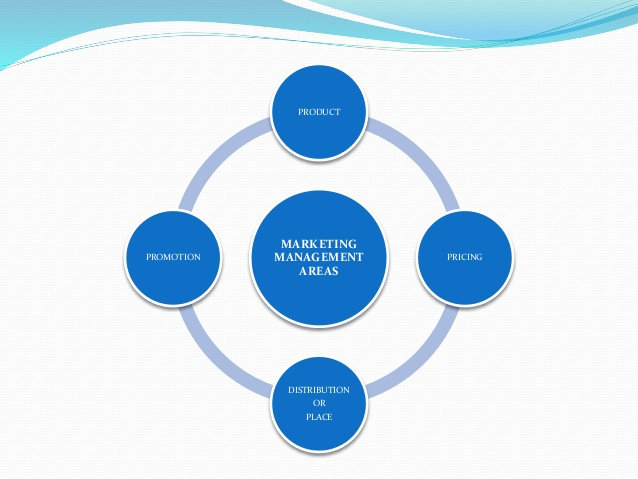 PRODUCT
PROMOTION
MARKETING
MANAGEMENT
AREAS
PRICING
DISTRIBUTION
OR
PLACE